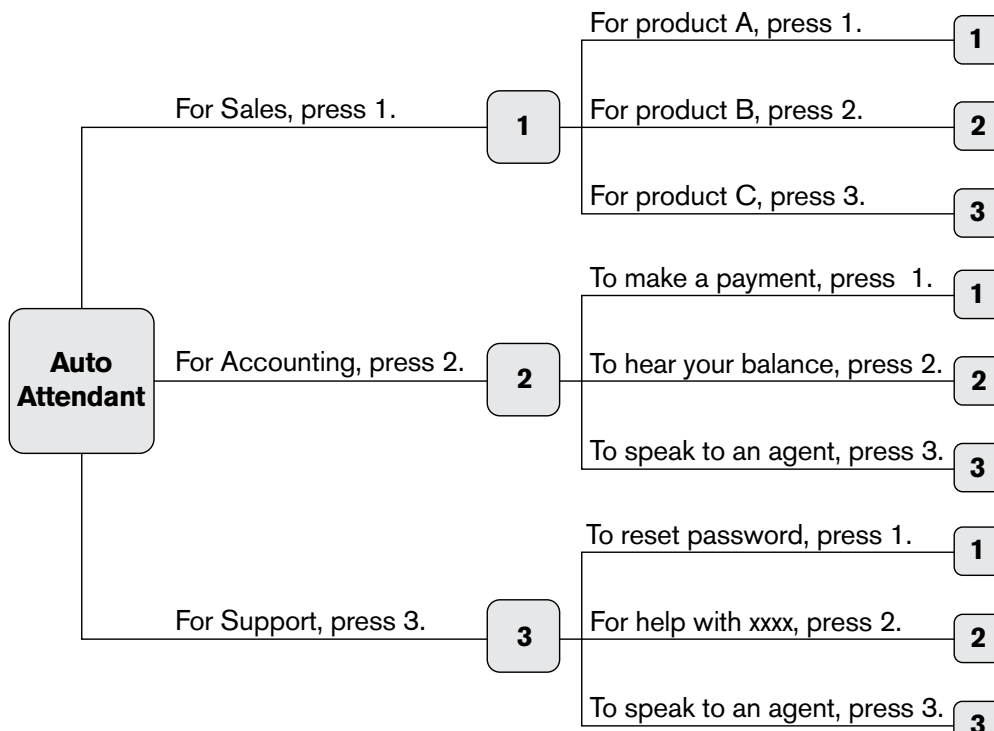 For product A, press 1.
1
For Sales, press 1.
1
For product B, press 2.
2
For product C, press 3.
3
To make a payment, press  1.
1
Auto
Attendant
For Accounting, press 2.
2
To hear your balance, press 2.
2
To speak to an agent, press 3.
3
To reset password, press 1.
1
For Support, press 3.
3
For help with xxxx, press 2.
2
To speak to an agent, press 3.
3